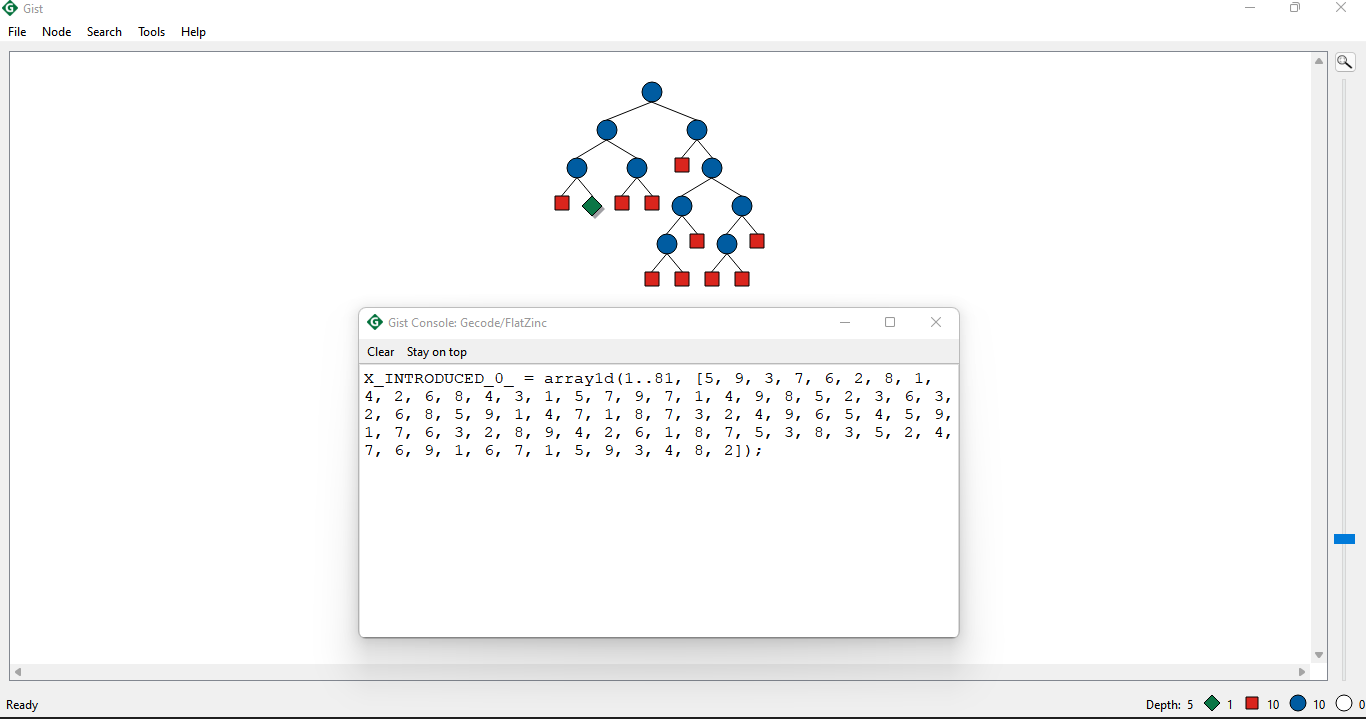 Gist
File Node Search Tools Help
Gist Console: Gecode/FlatZinc
Clear Stay on top
X_INTRODUCED_0_ = array1d(1..81, [5, 9, 3, 7, 6, 2, 8, 1,
4, 2, 6, 8, 4, 3, 1, 5, 7, 9, 7, 1, 4, 9, 8, 5, 2, 3, 6, 3,
2, 6, 8, 5, 9, 1, 4, 7, 1, 8, 7, 3, 2, 4, 9, 6, 5, 4, 5, 9,
1, 7, 6, 3, 2, 8, 9, 4, 2, 6, 1, 8, 7, 5, 3, 8, 3, 5, 2, 4,
7, 6, 9, 1, 6, 7, 1, 5, 9, 3, 4, 8, 2]);
Ready
Depth: 5 1 10 10 0